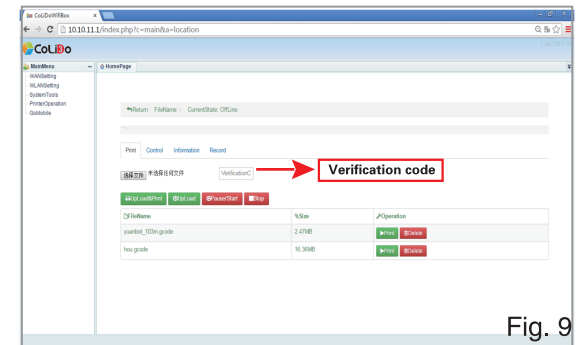 CoLiDoWifiBox
10.10.11.1/index.php?c=main&a=location
CoLiDo
MainMenu
HomePage
WANSetting
WLANSetting
SystemTools
PrinterOperation
GoMobile
Return FileName: - CurrentState: OffLine
Print Control Information Record
选择文件 未选择任何文件 VerificationC
Verification code
UpLoad&Print UpLoad Pause/Start Stop
FileName Size Operation
yuanbot_103m.gcode 2.47MB Print Delete
hou.gcode 16.36MB Print Delete
Fig. 9